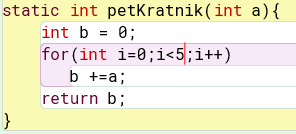 static int petKratnik(int a){
int b = 0;
for(int i=0;i<5;i++)
b +=a;
return b;
}